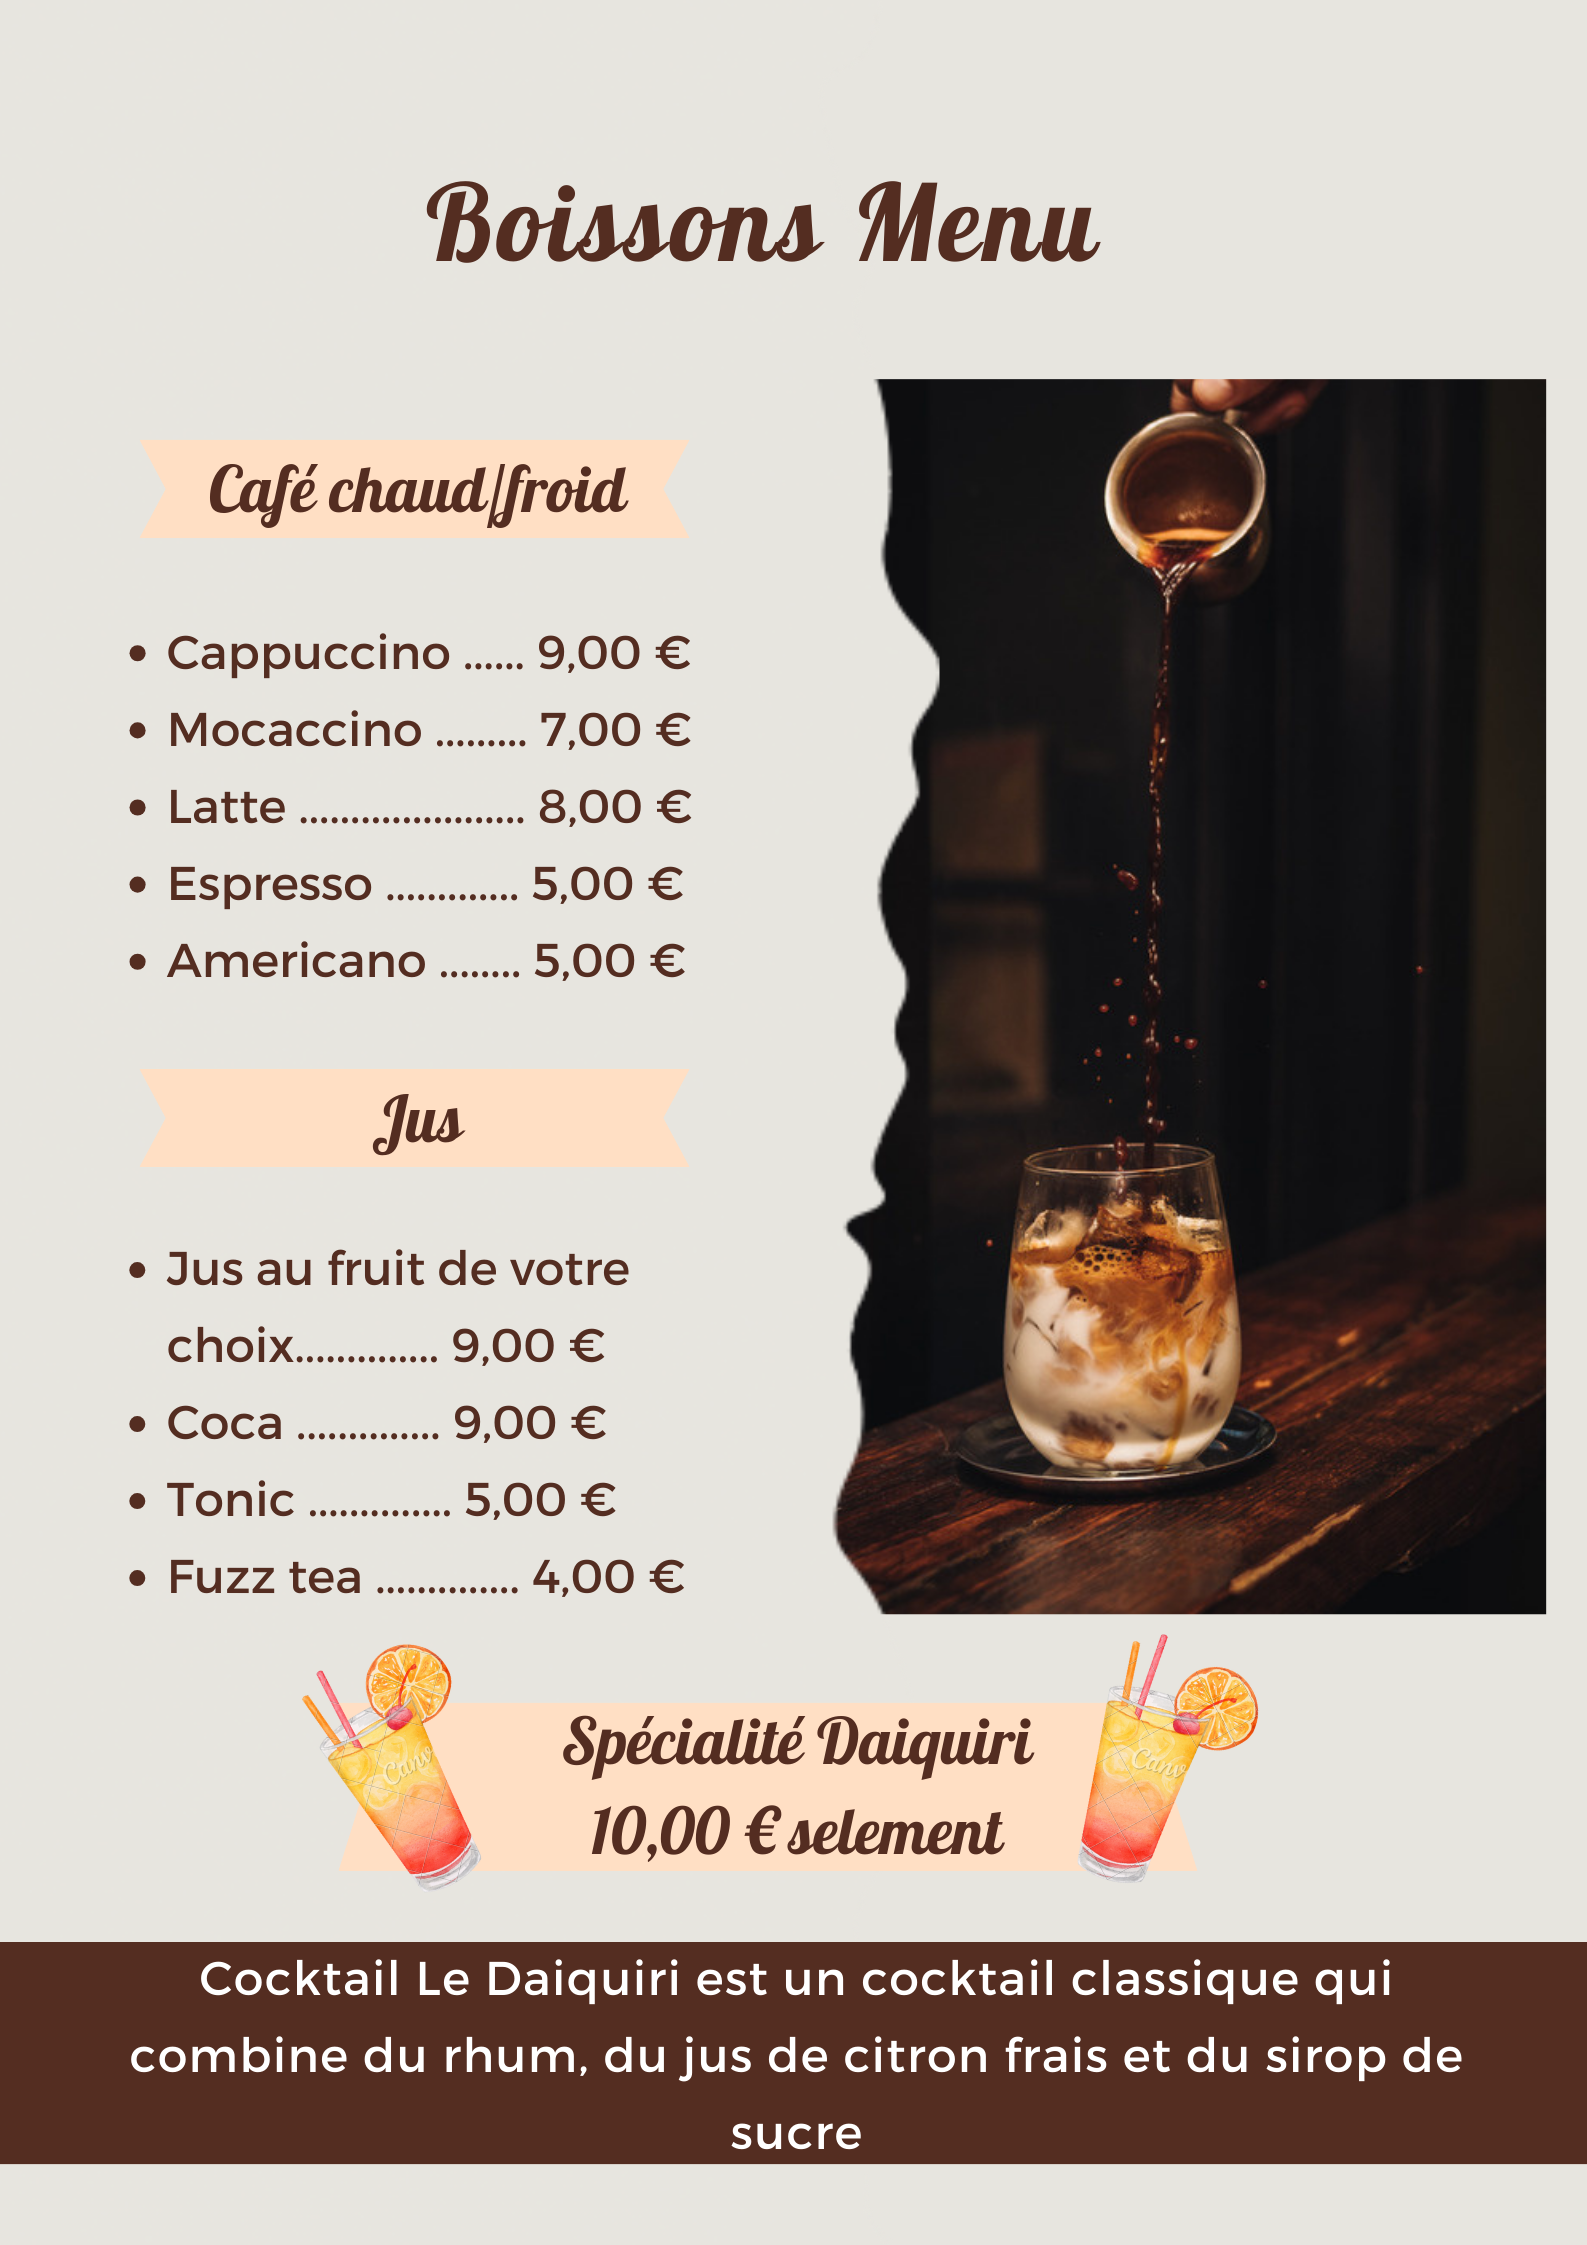 Boissons Menu
Café chaud/froid
• Cappuccino ...... 9,00 €
• Mocaccino ......... 7,00 €
• Latte ...................... 8,00 €
• Espresso ............. 5,00 €
• Americano ........ 5,00 €
Jus
• Jus au fruit de votre
choix.............. 9,00 €
• Coca .............. 9,00 €
• Tonic .............. 5,00 €
• Fuzz tea .............. 4,00 €
Spécialité Daiquiri
10,00 € selement
Canv
Canv
Cocktail Le Daiquiri est un cocktail classique qui
combine du rhum, du jus de citron frais et du sirop de
sucre